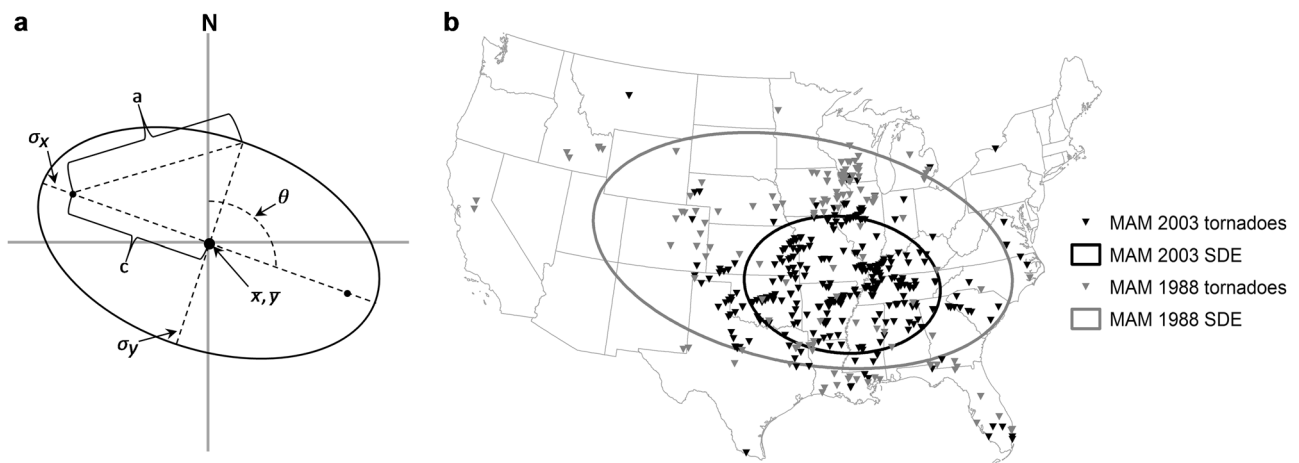 a
N
a
σx
θ
c
x̅, y̅
σy
b
MAM 2003 tornadoes
MAM 2003 SDE
MAM 1988 tornadoes
MAM 1988 SDE